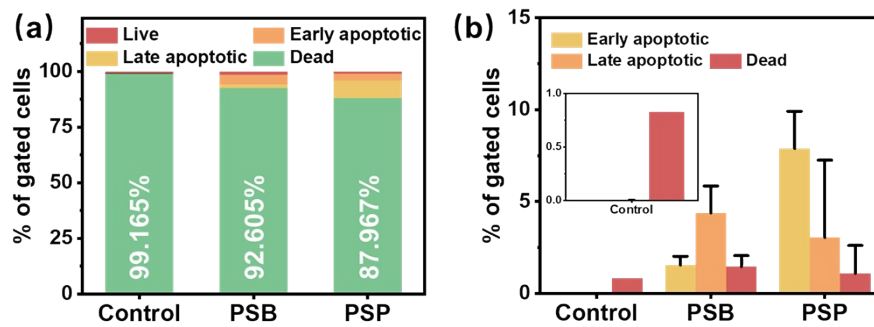 (a)
Live
Early apoptotic
Late apoptotic
Dead
% of gated cells
100
75
50
25
0
99.165%
92.605%
87.967%
Control
PSB
PSP
(b)
Early apoptotic
Late apoptotic
Dead
% of gated cells
15
10
5
0
1.0
0.5
0.0
Control
Control
PSB
PSP